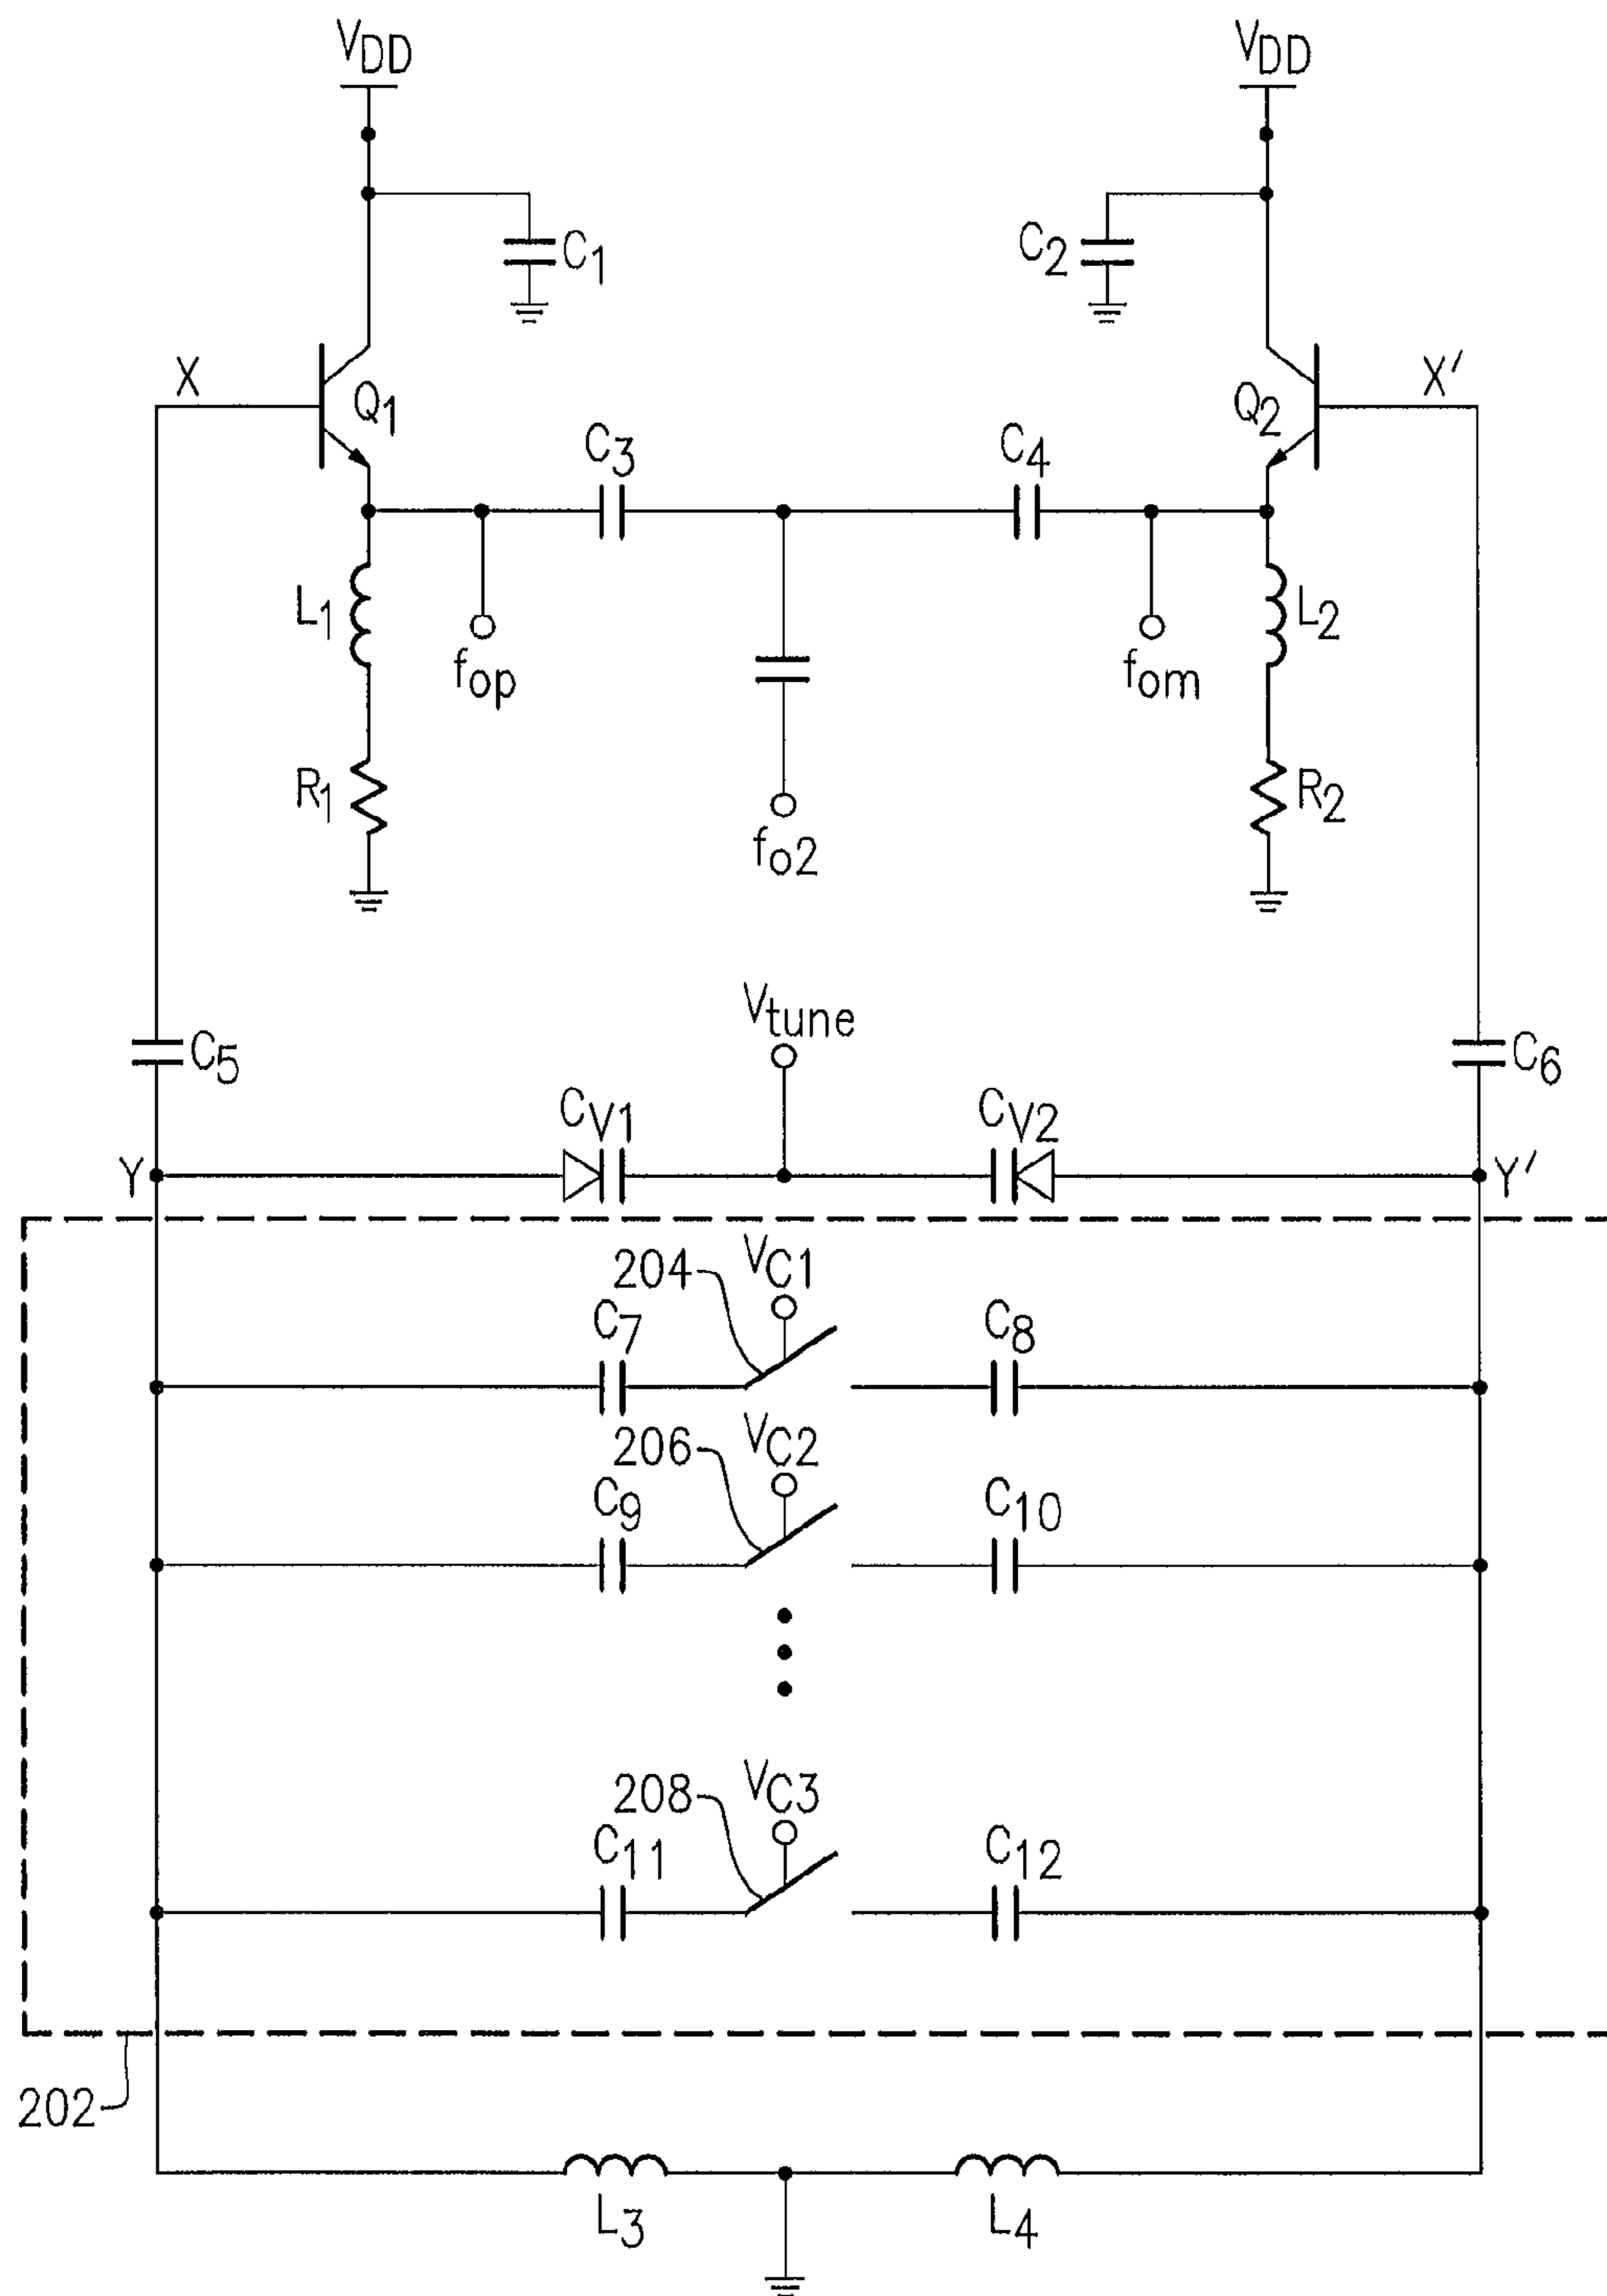 VDD VDD
C1 C2
X Q1 Q2 X′
C3 C4
L1 fop fom L2
R1 fo2 R2
Vtune
C5 C6
CV1 CV2
Y Y′
204 VC1
C7 C8
206 VC2
C9 C10
208 VC3
C11 C12
202
L3 L4